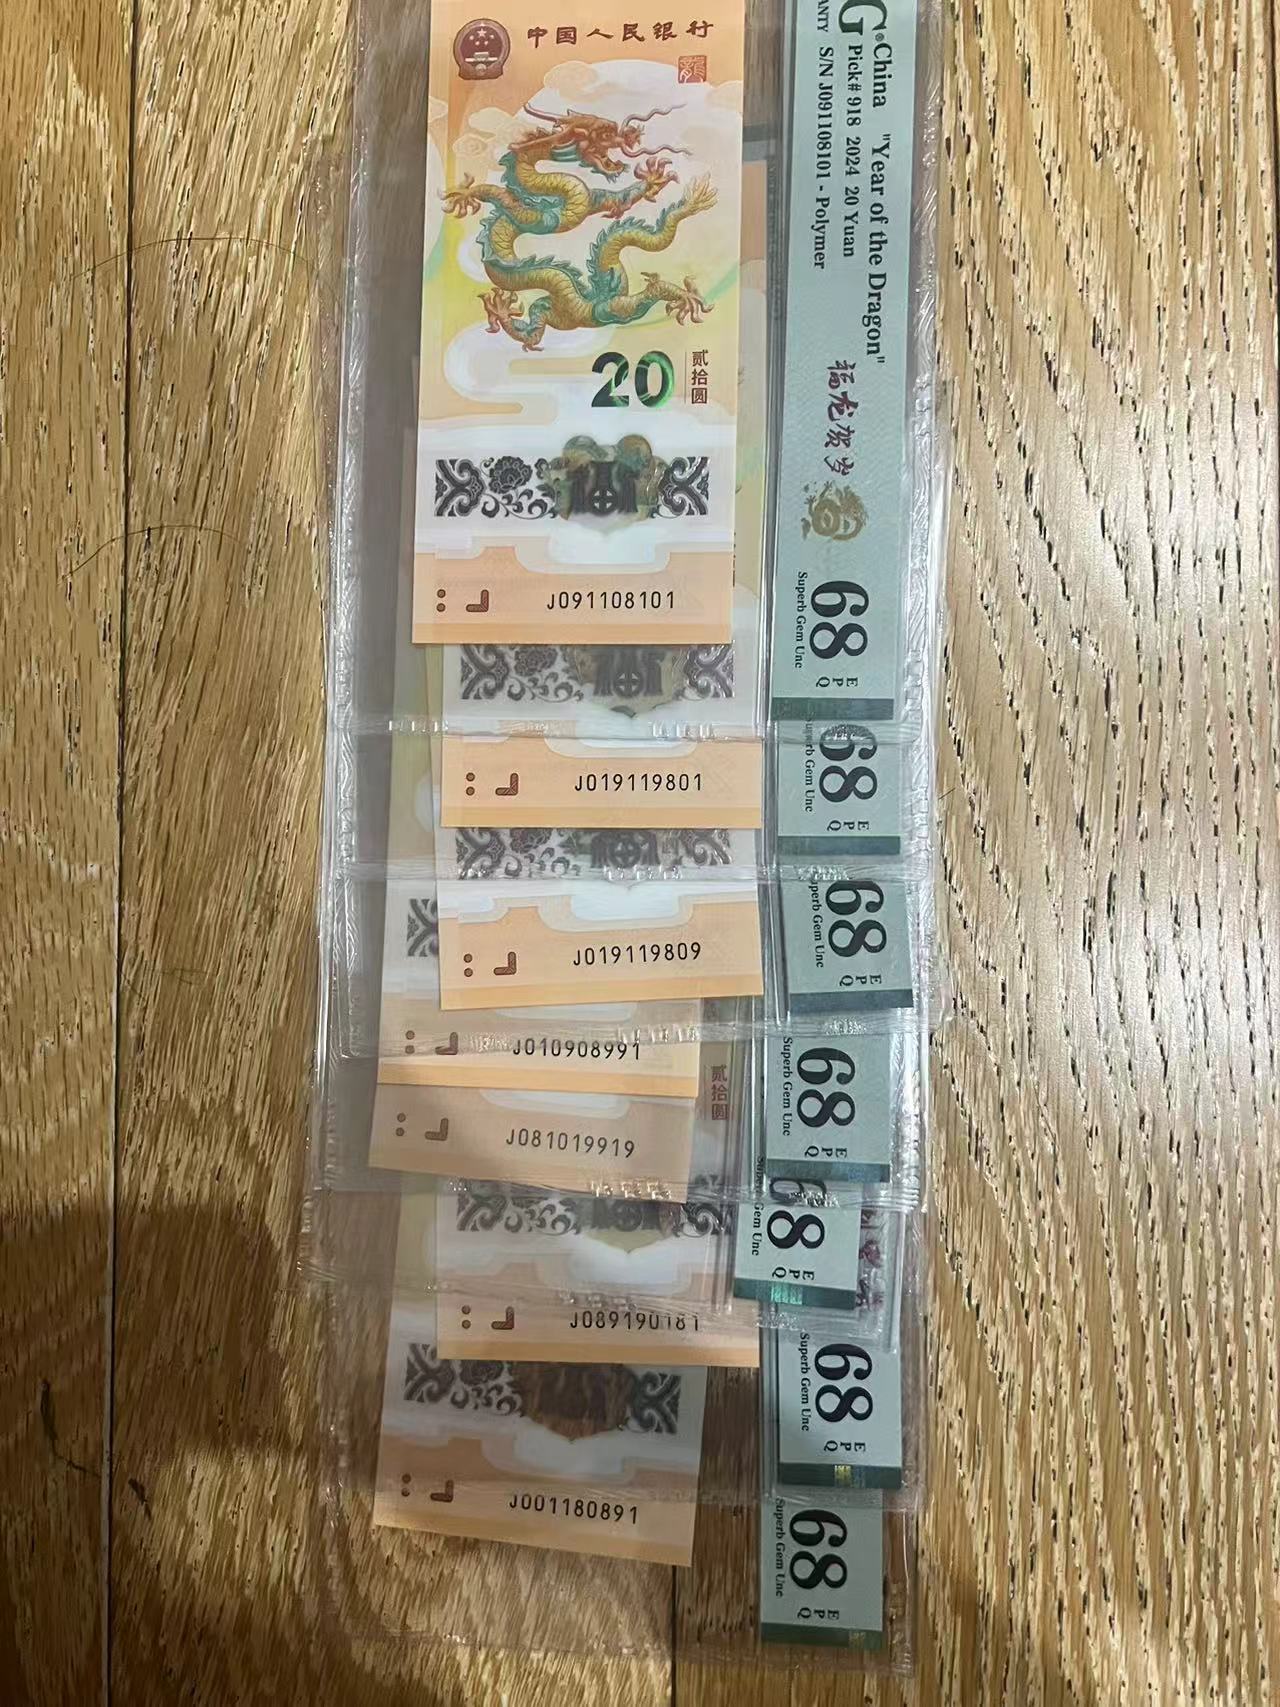 中国人民银行
20
贰拾圆
J091108101
G®China "Year of the Dragon"
Pick# 918 2024 20 Yuan
ANTY S/N J091108101 - Polymer
福龙贺岁
68
EPQ
Superb Gem Unc
J019119801
68
EPQ
Superb Gem Unc
J019119809
68
EPQ
Superb Gem Unc
J010908991
贰拾圆
68
EPQ
Superb Gem Unc
J081019919
68
EPQ
Gem Unc
J089190181
68
EPQ
Superb Gem Unc
J001180891
68
EPQ
Superb Gem Unc